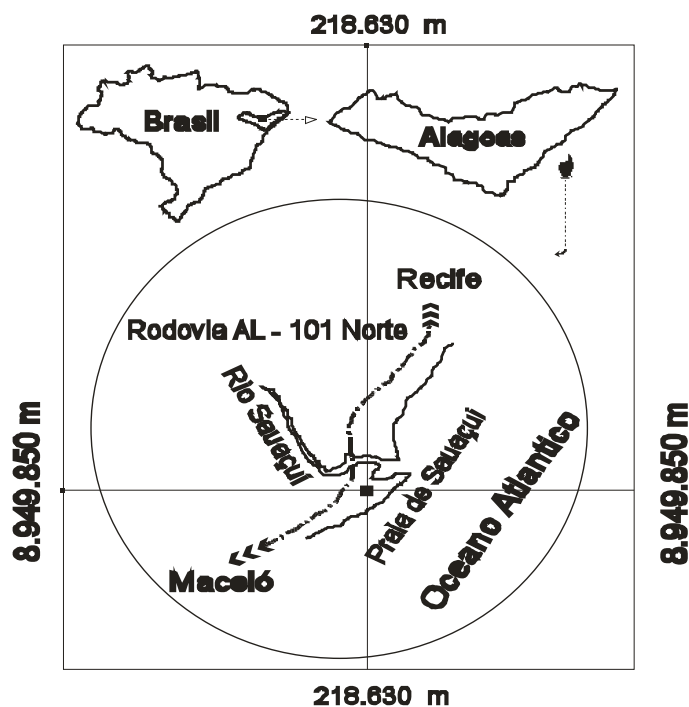 218.630 m
Brasil
Alagoas
Recife
Rodovia AL - 101 Norte
Rio Sauaçuí
8.949.850 m
8.949.850 m
Praia de Sauaçuí
Oceano Atlantico
Maceió
218.630 m